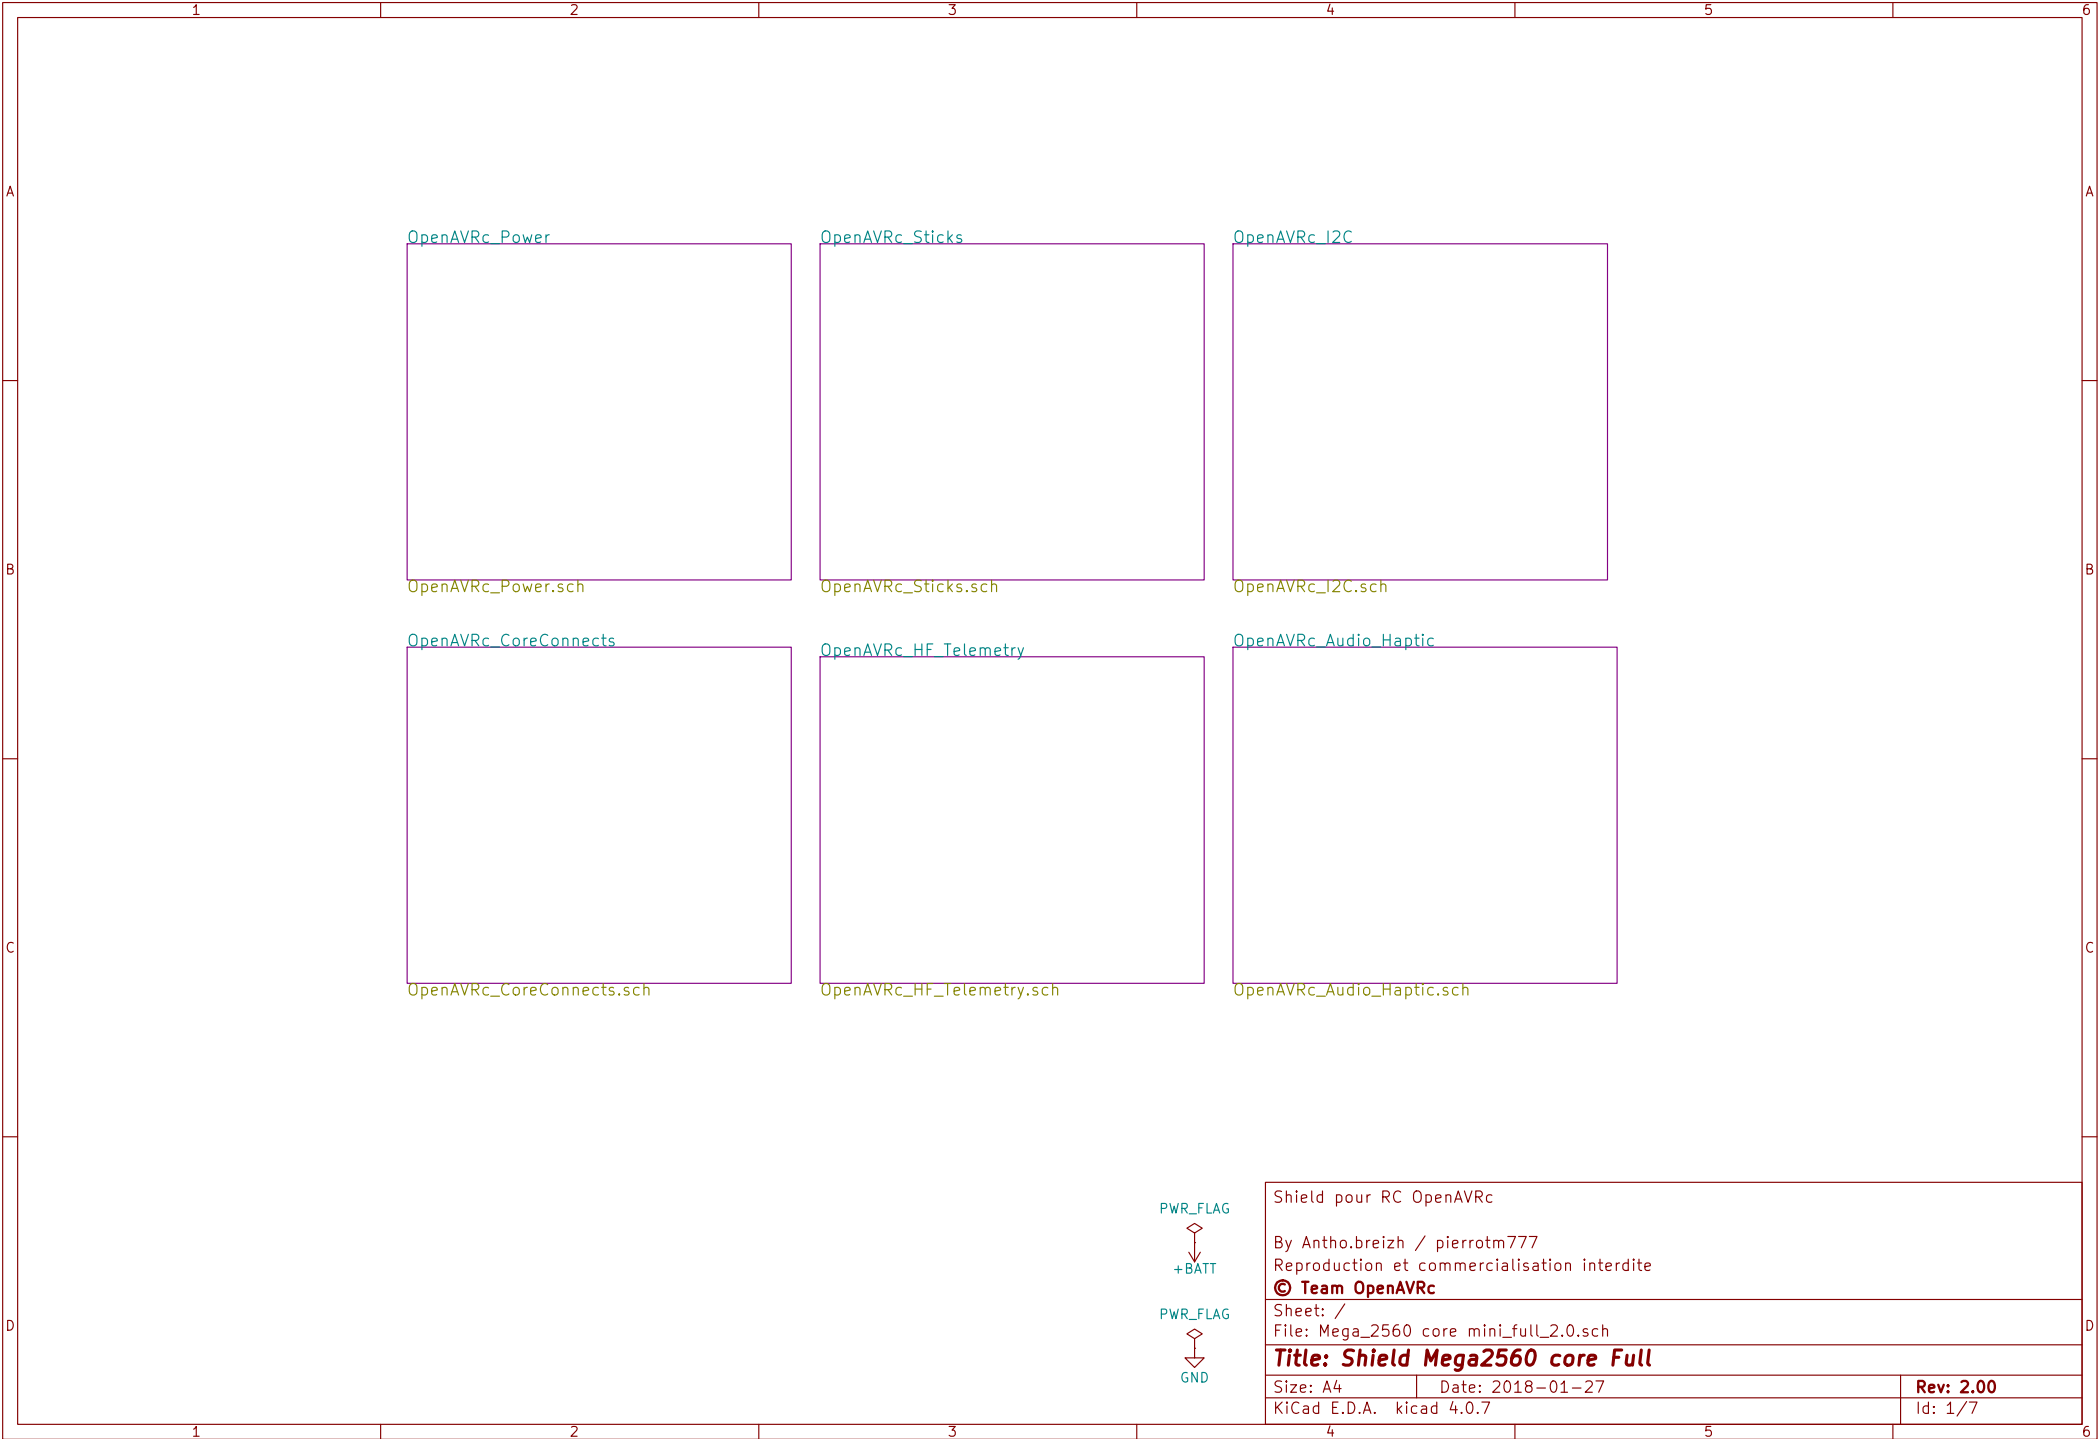 1 2 3 4 5 6
A A
OpenAVRc_Power OpenAVRc_Sticks OpenAVRc_I2C
B B
OpenAVRc_Power.sch OpenAVRc_Sticks.sch OpenAVRc_I2C.sch
OpenAVRc_CoreConnects OpenAVRc_HF_Telemetry OpenAVRc_Audio_Haptic
C C
OpenAVRc_CoreConnects.sch OpenAVRc_HF_Telemetry.sch OpenAVRc_Audio_Haptic.sch
PWR_FLAG
+BATT
PWR_FLAG
GND
Shield pour RC OpenAVRc
By Antho.breizh / pierrotm777
Reproduction et commercialisation interdite
© Team OpenAVRc
Sheet: /
D D
File: Mega_2560 core mini_full_2.0.sch
Title: Shield Mega2560 core Full
Size: A4 Date: 2018-01-27 Rev: 2.00
KiCad E.D.A. kicad 4.0.7 Id: 1/7
1 2 3 4 5 6